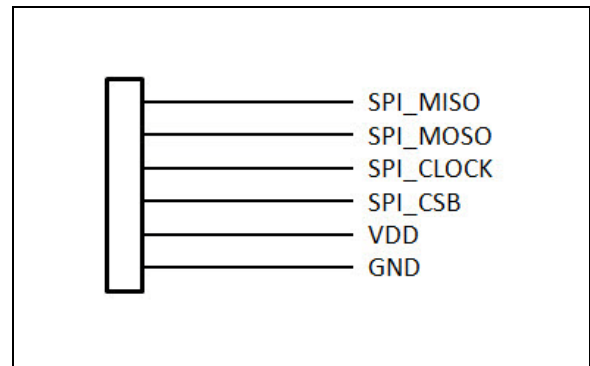 SPI_MISO
SPI_MOSO
SPI_CLOCK
SPI_CSB
VDD
GND